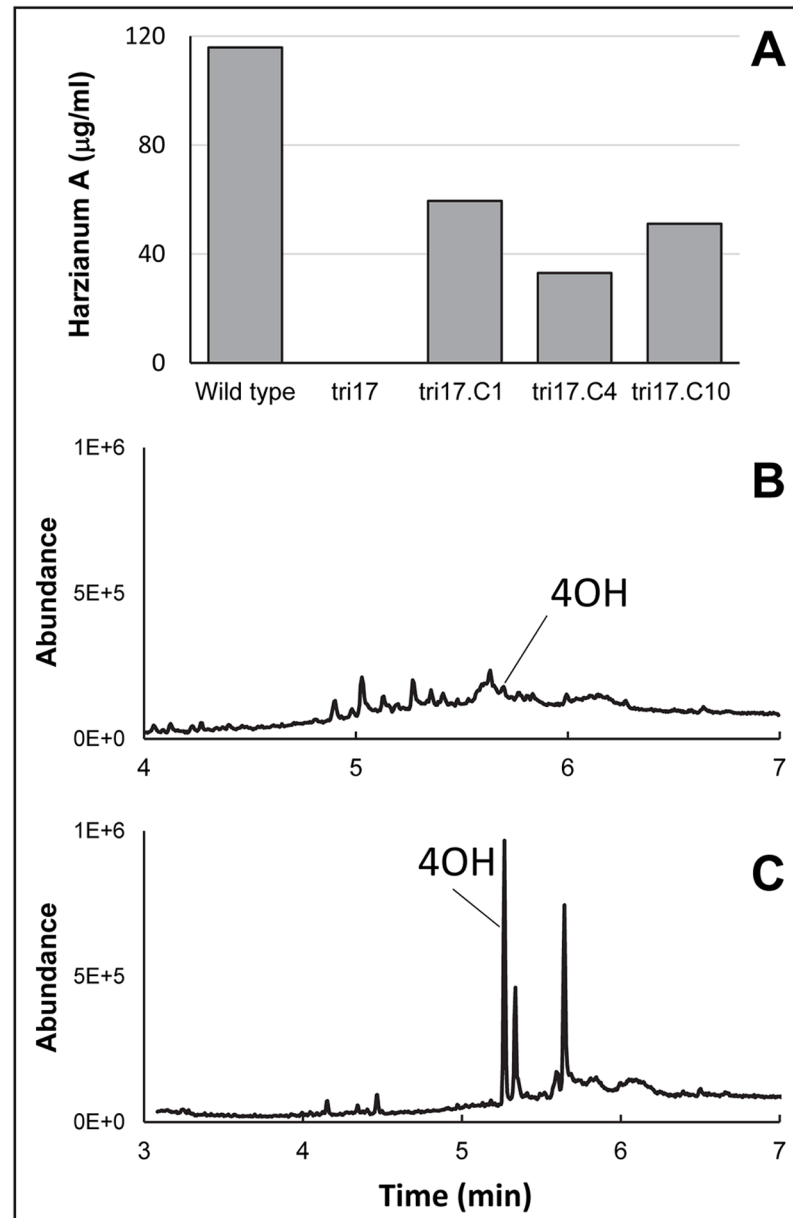 A
Harzianum A (μg/ml)
120
80
40
0
Wild type tri17 tri17.C1 tri17.C4 tri17.C10
B
Abundance
1E+6
5E+5
0E+0
4OH
4 5 6 7
C
Abundance
1E+6
5E+5
0E+0
4OH
3 4 5 6 7
Time (min)